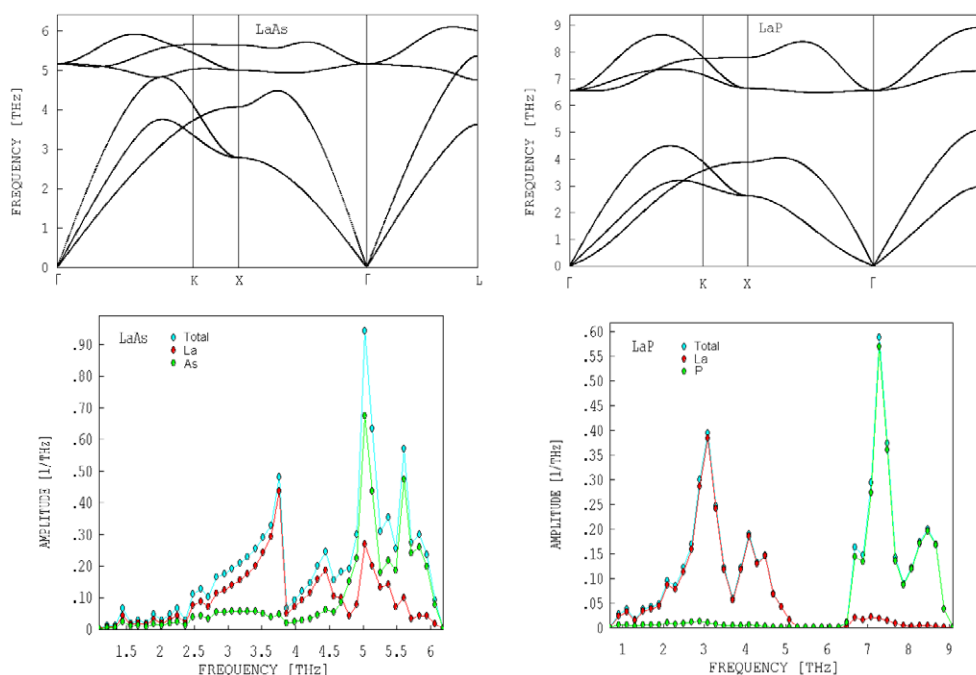 LaAs
FREQUENCY [THz]
6
5
4
3
2
1
0
Γ K X Γ L
LaP
FREQUENCY [THz]
9
8
7
6
5
4
3
2
1
0
Γ K X Γ
LaAs
Total
La
As
AMPLITUDE [1/THz]
.90
.80
.70
.60
.50
.40
.30
.20
.10
0
1.5 2 2.5 3 3.5 4 4.5 5 5.5 6
FREQUENCY [THz]
LaP
Total
La
P
AMPLITUDE [1/THz]
.60
.55
.50
.45
.40
.35
.30
.25
.20
.15
.10
.05
0
1 2 3 4 5 6 7 8 9
FREQUENCY [THz]